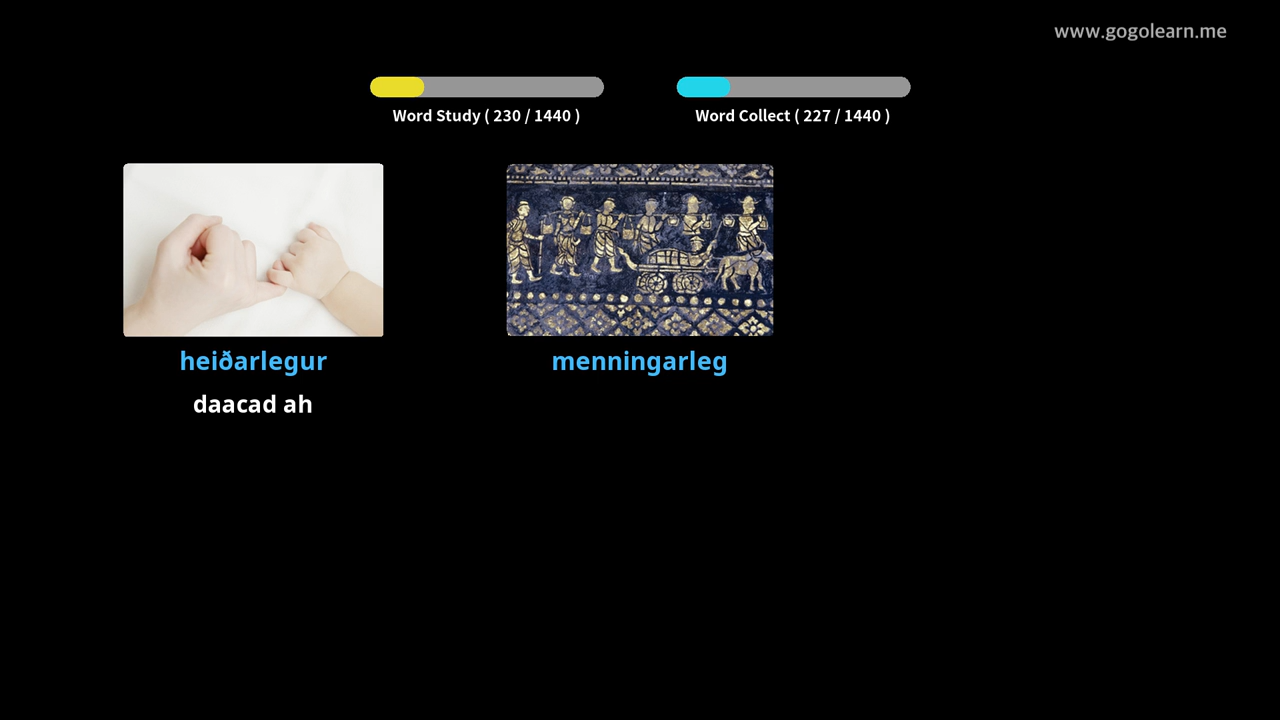 www.gogolearn.me
Word Study ( 230 / 1440 )
Word Collect ( 227 / 1440 )
heiðarlegur
menningarleg
daacad ah